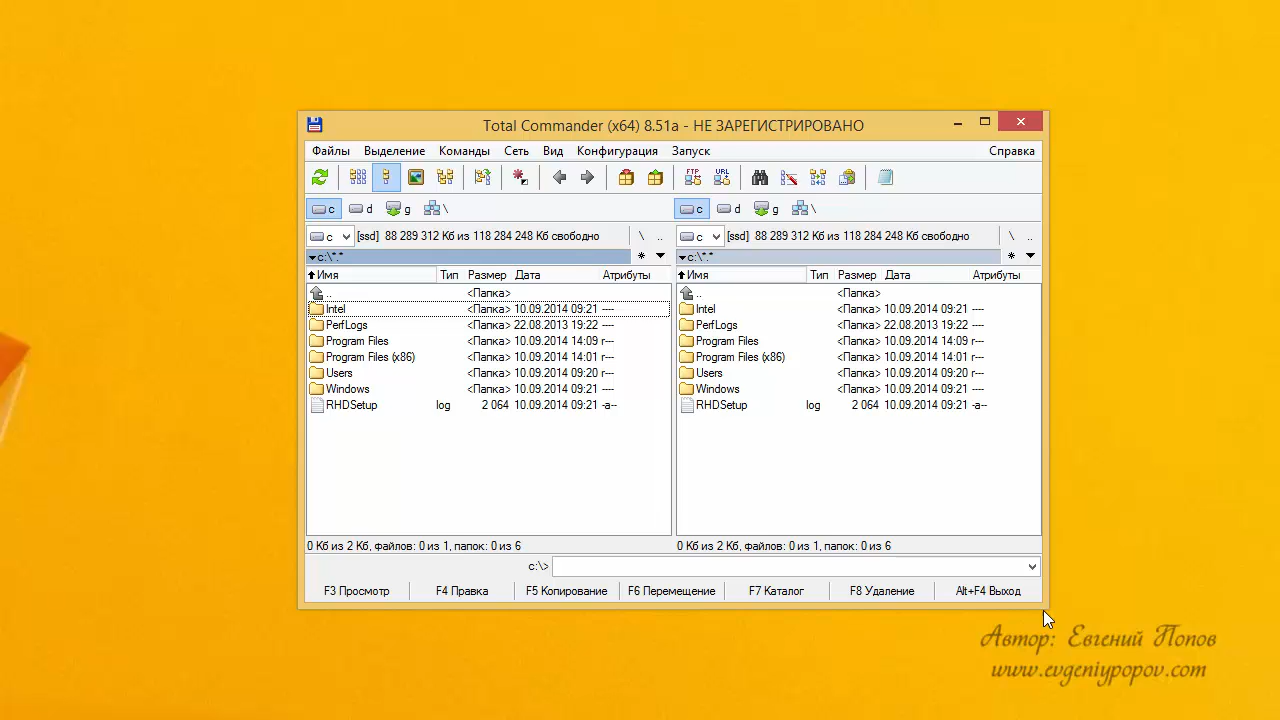 Total Commander (x64) 8.51a - НЕ ЗАРЕГИСТРИРОВАНО
Файлы Выделение Команды Сеть Вид Конфигурация Запуск Справка
FTP URL
c d g \ c d g \
c [ssd] 88 289 312 Кб из 118 284 248 Кб свободно \ .. c [ssd] 88 289 312 Кб из 118 284 248 Кб свободно \ ..
c:\*.* * c:\*.* *
Имя Тип Размер Дата Атрибуты Имя Тип Размер Дата Атрибуты
.. <Папка> .. <Папка>
Intel <Папка> 10.09.2014 09:21 ---- Intel <Папка> 10.09.2014 09:21 ----
PerfLogs <Папка> 22.08.2013 19:22 ---- PerfLogs <Папка> 22.08.2013 19:22 ----
Program Files <Папка> 10.09.2014 14:09 r--- Program Files <Папка> 10.09.2014 14:09 r---
Program Files (x86) <Папка> 10.09.2014 14:01 r--- Program Files (x86) <Папка> 10.09.2014 14:01 r---
Users <Папка> 10.09.2014 09:20 r--- Users <Папка> 10.09.2014 09:20 r---
Windows <Папка> 10.09.2014 09:21 ---- Windows <Папка> 10.09.2014 09:21 ----
RHDSetup log 2 064 10.09.2014 09:21 -a-- RHDSetup log 2 064 10.09.2014 09:21 -a--
0 Кб из 2 Кб, файлов: 0 из 1, папок: 0 из 6 0 Кб из 2 Кб, файлов: 0 из 1, папок: 0 из 6
c:\>
F3 Просмотр F4 Правка F5 Копирование F6 Перемещение F7 Каталог F8 Удаление Alt+F4 Выход
Автор: Евгений Попов
www.evgeniypopov.com